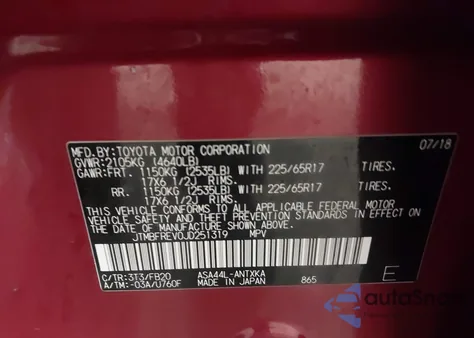 MFD.BY:TOYOTA MOTOR CORPORATION 07/18
GVWR:2105KG (4640LB)
GAWR:FRT. 1150KG (2535LB) WITH 225/65R17 TIRES.
17X6 1/2J RIMS.
RR. 1150KG (2535LB) WITH 225/65R17 TIRES.
17X6 1/2J RIMS.
THIS VEHICLE CONFORMS TO ALL APPLICABLE FEDERAL MOTOR
VEHICLE SAFETY STANDARDS IN EFFECT ON
THE DATE OF MANUFACTURE SHOWN ABOVE.
JTMBFREV0JD251319 MPV
C/TR:3T3/FB20 ASA44L-ANTXKA
A/TM:-03A/U760F MADE IN JAPAN 865 E